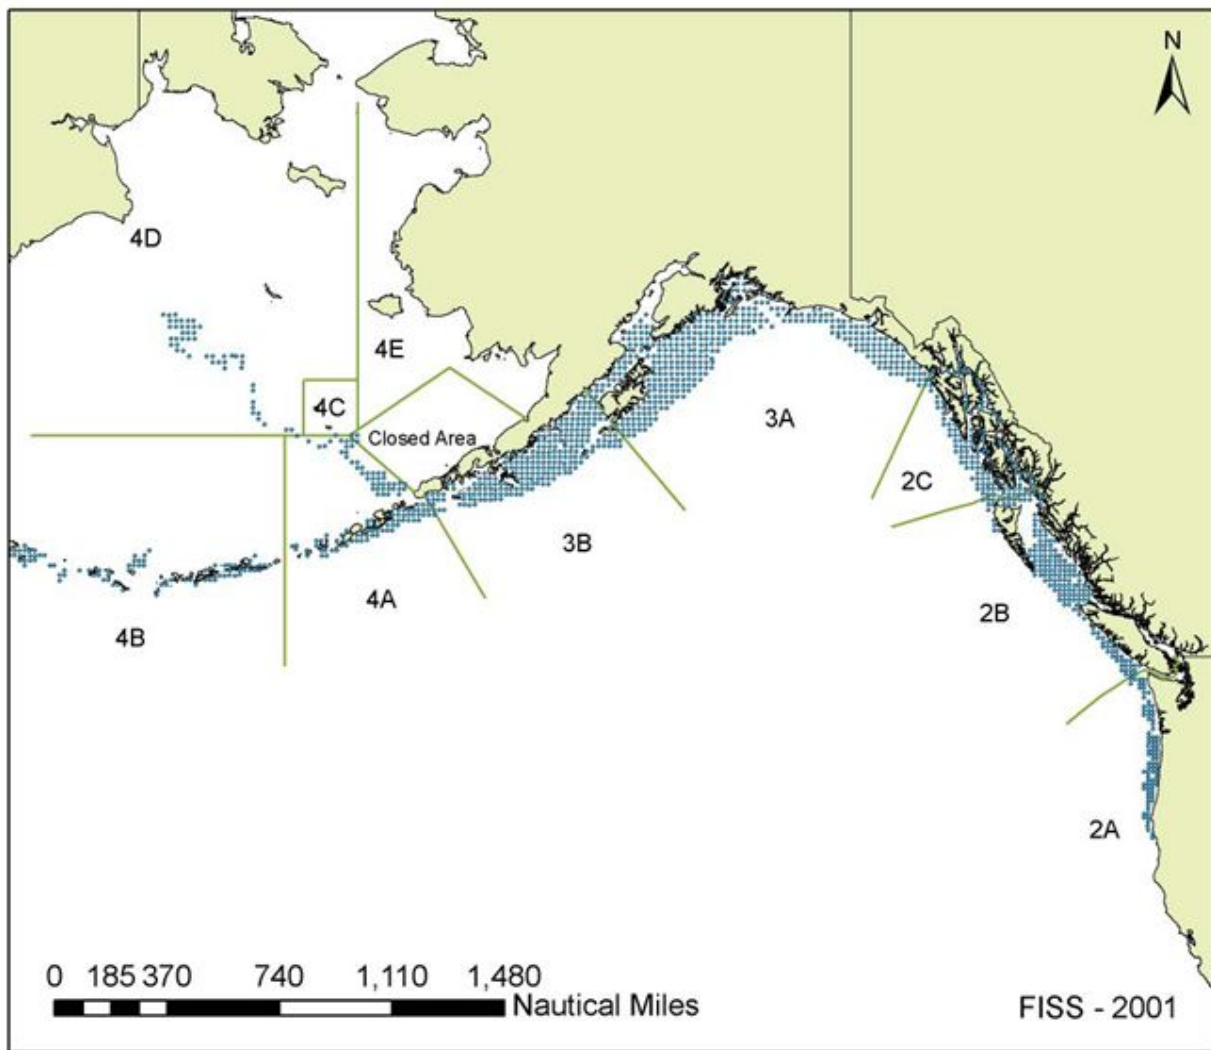 N
4D
4E
4C
Closed Area
3A
2C
3B
4A
2B
4B
2A
0 185 370 740 1,110 1,480
Nautical Miles
FISS - 2001